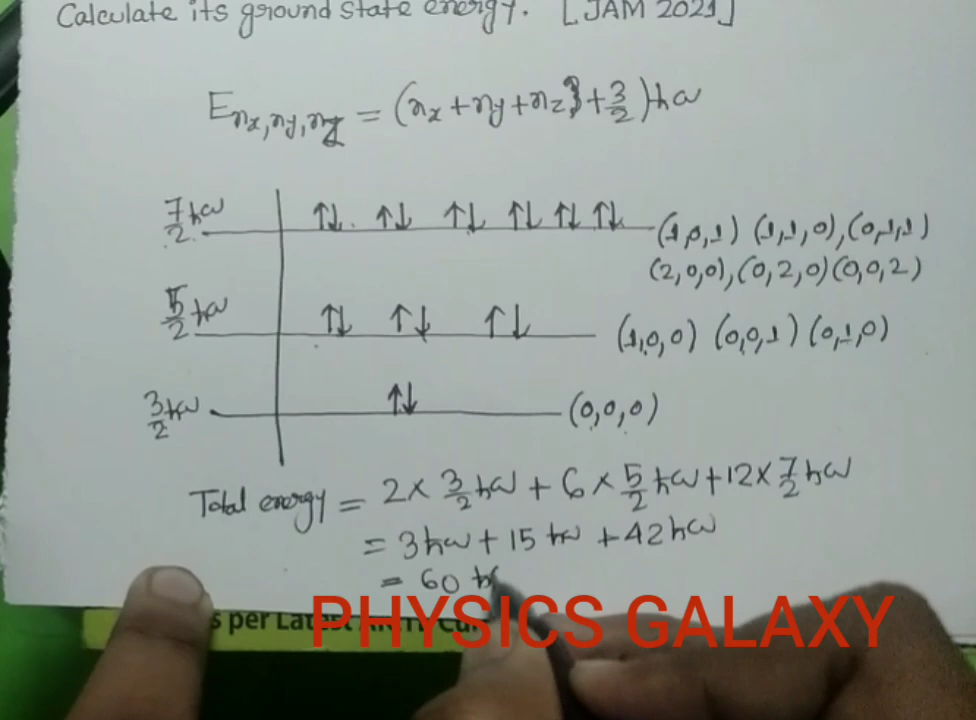 Calculate its ground state energy. [JAM 2021]
E_{nx,ny,nz} = (nx+ny+nz+3/2)ħω
7/2 ħω ↑↓ ↑↓ ↑↓ ↑↓ ↑↓ ↑↓ (1,0,1) (1,1,0),(0,1,1)
(2,0,0),(0,2,0)(0,0,2)
5/2 ħω ↑↓ ↑↓ ↑↓ (1,0,0) (0,0,1) (0,1,0)
3/2 ħω ↑↓ (0,0,0)
Total energy = 2 × 3/2 ħω + 6 × 5/2 ħω + 12 × 7/2 ħω
= 3ħω + 15ħω + 42ħω
= 60 ħ
s per Latest
PHYSICS GALAXY